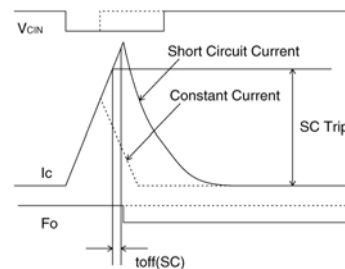 VCIN
Short Circuit Current
Constant Current
SC Trip
Ic
Fo
toff(SC)